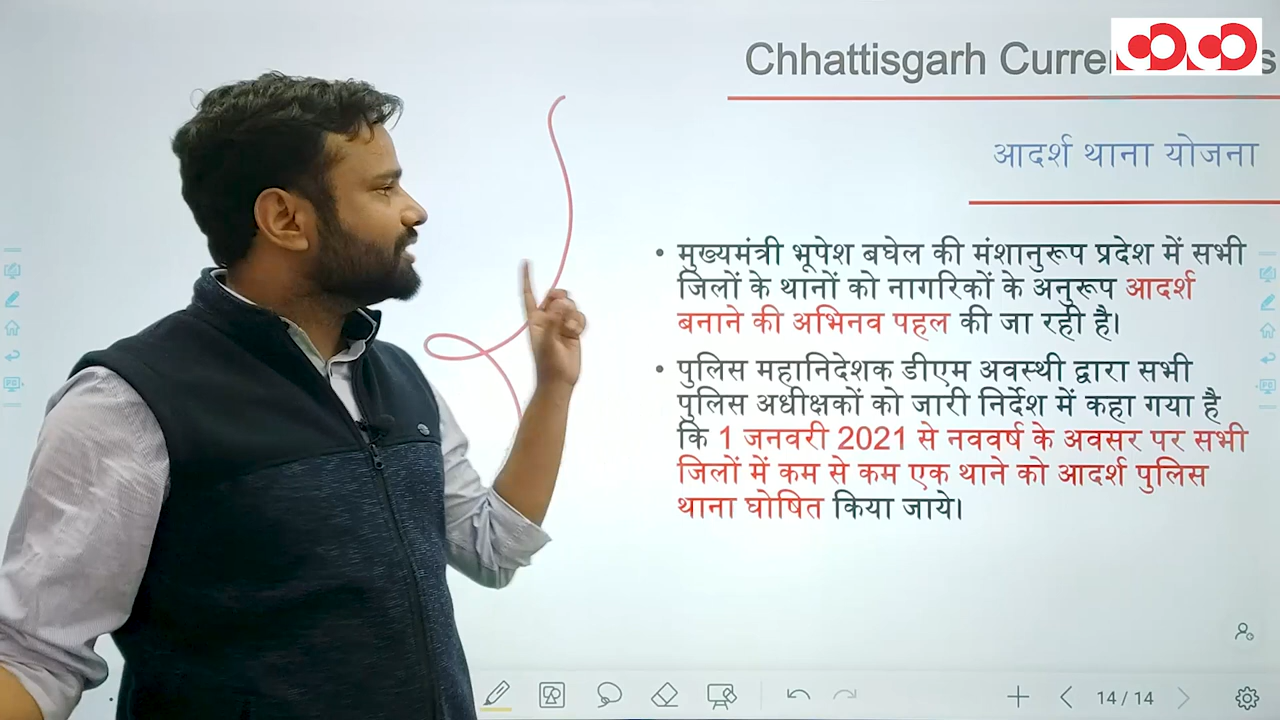 Chhattisgarh Curre
आदर्श थाना योजना
• मुख्यमंत्री भूपेश बघेल की मंशानुरूप प्रदेश में सभी
जिलों के थानों को नागरिकों के अनुरूप आदर्श
बनाने की अभिनव पहल की जा रही है।
• पुलिस महानिदेशक डीएम अवस्थी द्वारा सभी
पुलिस अधीक्षकों को जारी निर्देश में कहा गया है
कि 1 जनवरी 2021 से नववर्ष के अवसर पर सभी
जिलों में कम से कम एक थाने को आदर्श पुलिस
थाना घोषित किया जाये।
14 / 14